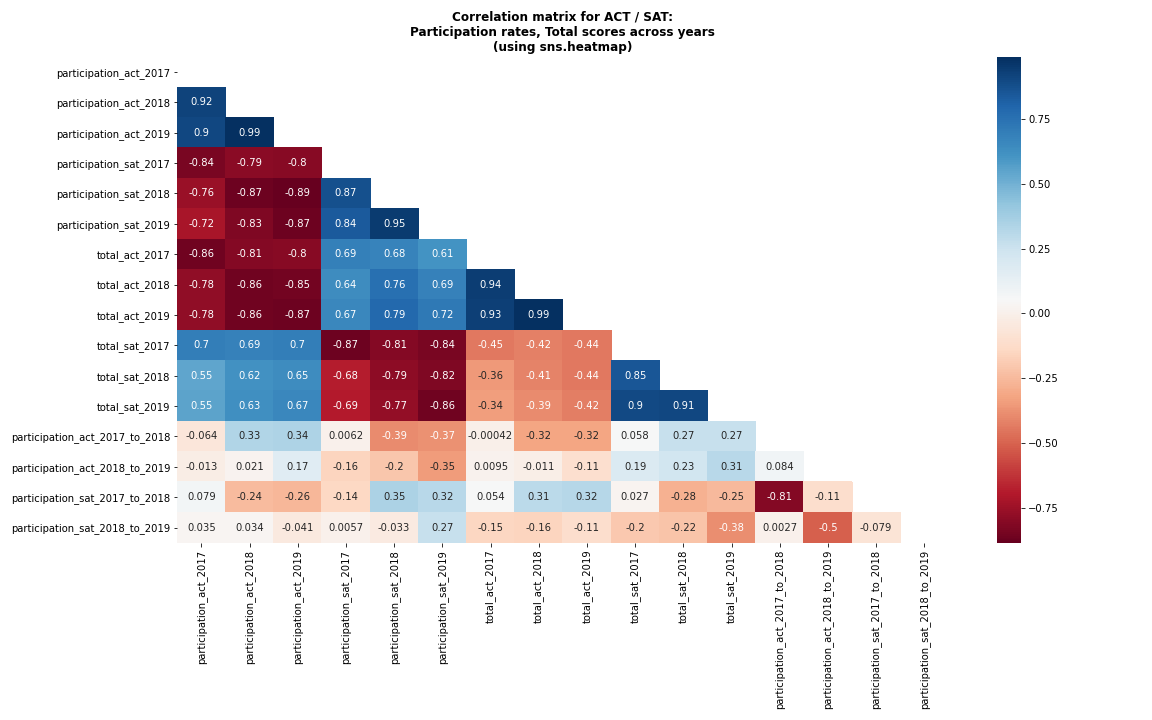 Correlation matrix for ACT / SAT:
Participation rates, Total scores across years
(using sns.heatmap)
participation_act_2017
participation_act_2018 0.92
participation_act_2019 0.9 0.99
participation_sat_2017 -0.84 -0.79 -0.8
participation_sat_2018 -0.76 -0.87 -0.89 0.87
participation_sat_2019 -0.72 -0.83 -0.87 0.84 0.95
total_act_2017 -0.86 -0.81 -0.8 0.69 0.68 0.61
total_act_2018 -0.78 -0.86 -0.85 0.64 0.76 0.69 0.94
total_act_2019 -0.78 -0.86 -0.87 0.67 0.79 0.72 0.93 0.99
total_sat_2017 0.7 0.69 0.7 -0.87 -0.81 -0.84 -0.45 -0.42 -0.44
total_sat_2018 0.55 0.62 0.65 -0.68 -0.79 -0.82 -0.36 -0.41 -0.44 0.85
total_sat_2019 0.55 0.63 0.67 -0.69 -0.77 -0.86 -0.34 -0.39 -0.42 0.9 0.91
participation_act_2017_to_2018 -0.064 0.33 0.34 0.0062 -0.39 -0.37 -0.00042 -0.32 -0.32 0.058 0.27 0.27
participation_act_2018_to_2019 -0.013 0.021 0.17 -0.16 -0.2 -0.35 0.0095 -0.011 -0.11 0.19 0.23 0.31 0.084
participation_sat_2017_to_2018 0.079 -0.24 -0.26 -0.14 0.35 0.32 0.054 0.31 0.32 0.027 -0.28 -0.25 -0.81 -0.11
participation_sat_2018_to_2019 0.035 0.034 -0.041 0.0057 -0.033 0.27 -0.15 -0.16 -0.11 -0.2 -0.22 -0.38 0.0027 -0.5 -0.079
participation_act_2017
participation_act_2018
participation_act_2019
participation_sat_2017
participation_sat_2018
participation_sat_2019
total_act_2017
total_act_2018
total_act_2019
total_sat_2017
total_sat_2018
total_sat_2019
participation_act_2017_to_2018
participation_act_2018_to_2019
participation_sat_2017_to_2018
participation_sat_2018_to_2019
0.75
0.50
0.25
0.00
−0.25
−0.50
−0.75